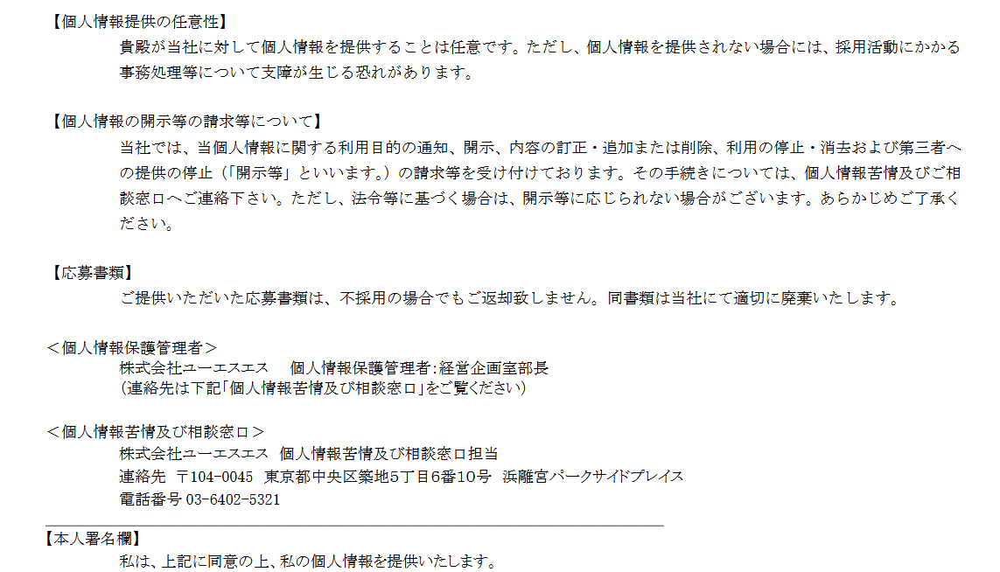 【個人情報提供の任意性】
貴殿が当社に対して個人情報を提供することは任意です。ただし、個人情報を提供されない場合には、採用活動にかかる
事務処理等について支障が生じる恐れがあります。
【個人情報の開示等の請求等について】
当社では、当個人情報に関する利用目的の通知、開示、内容の訂正・追加または削除、利用の停止・消去および第三者へ
の提供の停止（「開示等」といいます。）の請求等を受け付けております。その手続きについては、個人情報苦情及びご相
談窓口へご連絡下さい。ただし、法令等に基づく場合は、開示等に応じられない場合がございます。あらかじめご了承く
ださい。
【応募書類】
ご提供いただいた応募書類は、不採用の場合でもご返却致しません。同書類は当社にて適切に廃棄いたします。
＜個人情報保護管理者＞
株式会社ユーエスエス　個人情報保護管理者：経営企画室部長
（連絡先は下記「個人情報苦情及び相談窓口」をご覧ください）
＜個人情報苦情及び相談窓口＞
株式会社ユーエスエス　個人情報苦情及び相談窓口担当
連絡先　〒104-0045　東京都中央区築地５丁目６番１０号　浜離宮パークサイドプレイス
電話番号 03-6402-5321
【本人署名欄】
私は、上記に同意の上、私の個人情報を提供いたします。